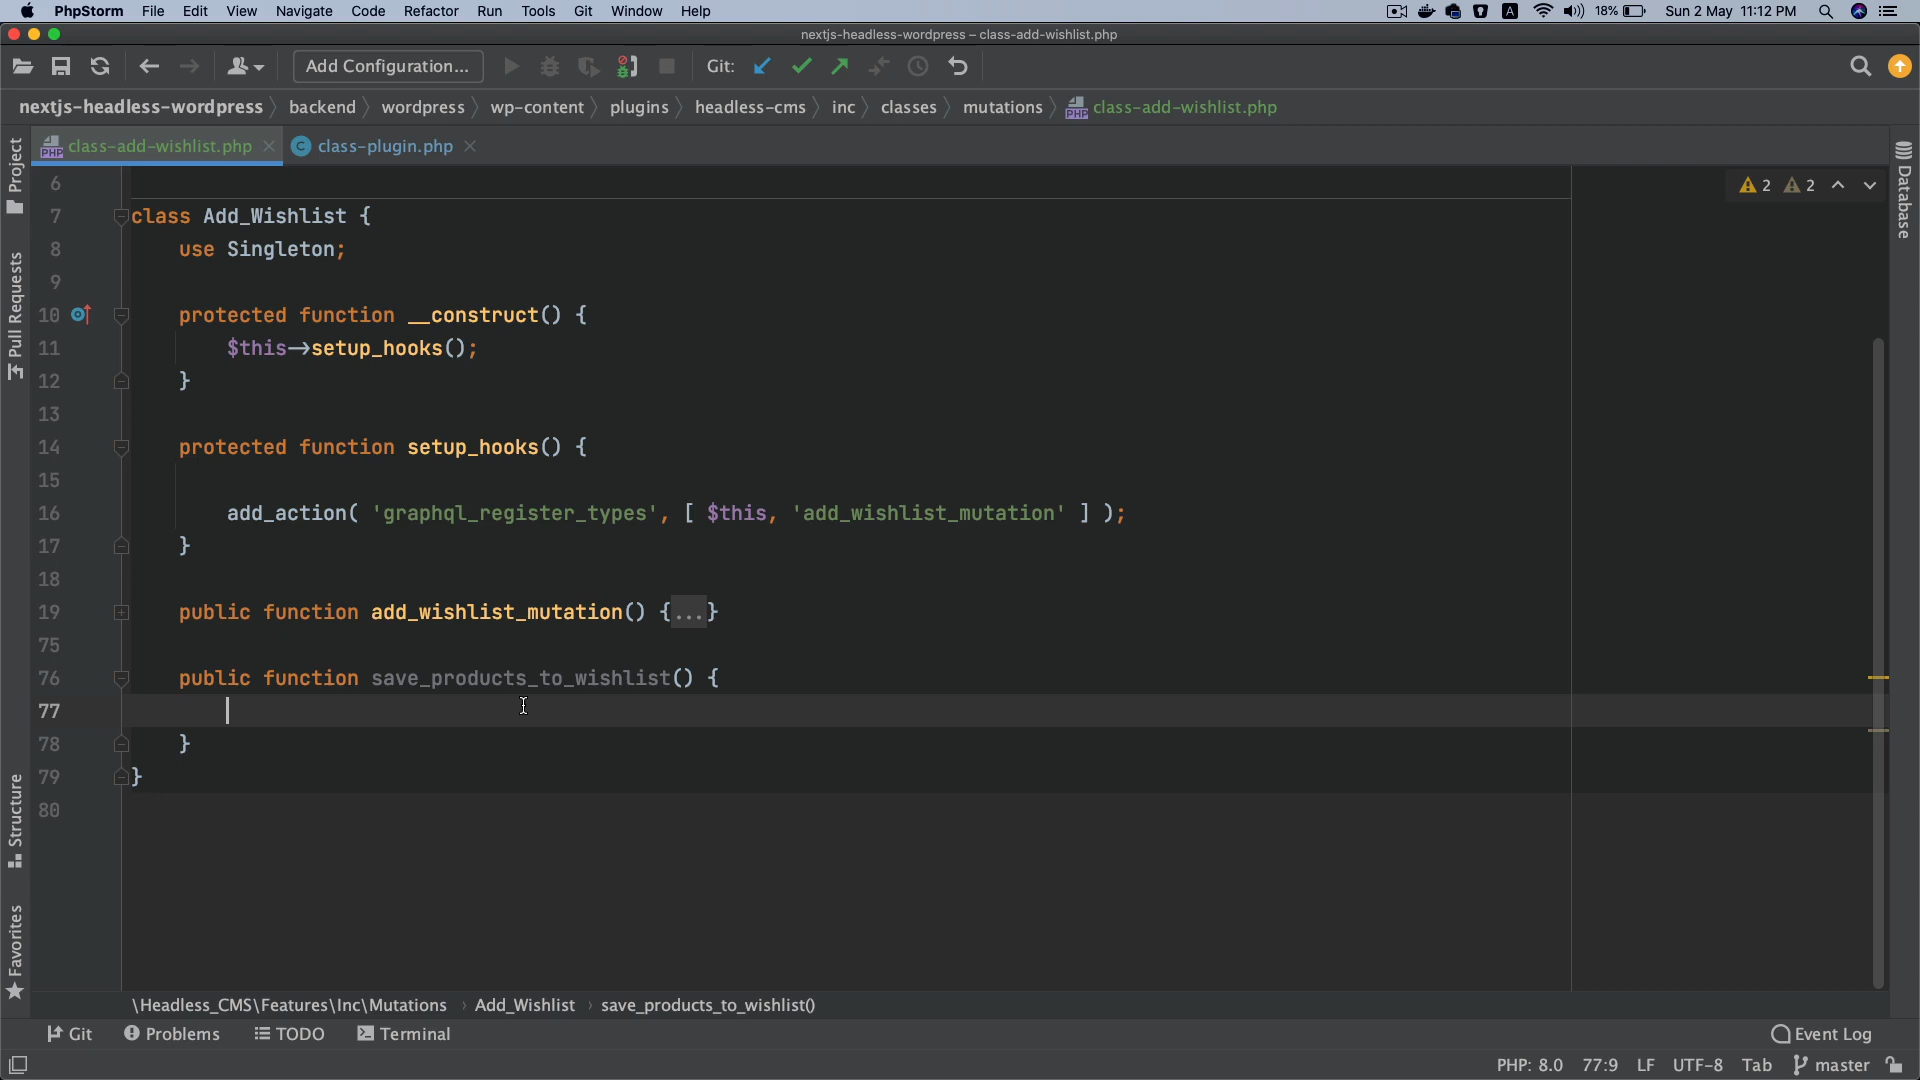 PhpStorm File Edit View Navigate Code Refactor Run Tools Git Window Help A 18% Sun 2 May 11:12 PM
nextjs-headless-wordpress – class-add-wishlist.php
Add Configuration... Git:
nextjs-headless-wordpress backend wordpress wp-content plugins headless-cms inc classes mutations PHP class-add-wishlist.php
PHP class-add-wishlist.php C class-plugin.php
Project
Pull Requests
Structure
Favorites
Database
2 2
6
7 class Add_Wishlist {
8 use Singleton;
9
10 protected function __construct() {
11 $this->setup_hooks();
12 }
13
14 protected function setup_hooks() {
15
16 add_action( 'graphql_register_types', [ $this, 'add_wishlist_mutation' ] );
17 }
18
19 public function add_wishlist_mutation() {...}
75
76 public function save_products_to_wishlist() {
77
78 }
79 }
80
\Headless_CMS\Features\Inc\Mutations › Add_Wishlist › save_products_to_wishlist()
Git Problems TODO Terminal Event Log
PHP: 8.0 77:9 LF UTF-8 Tab master